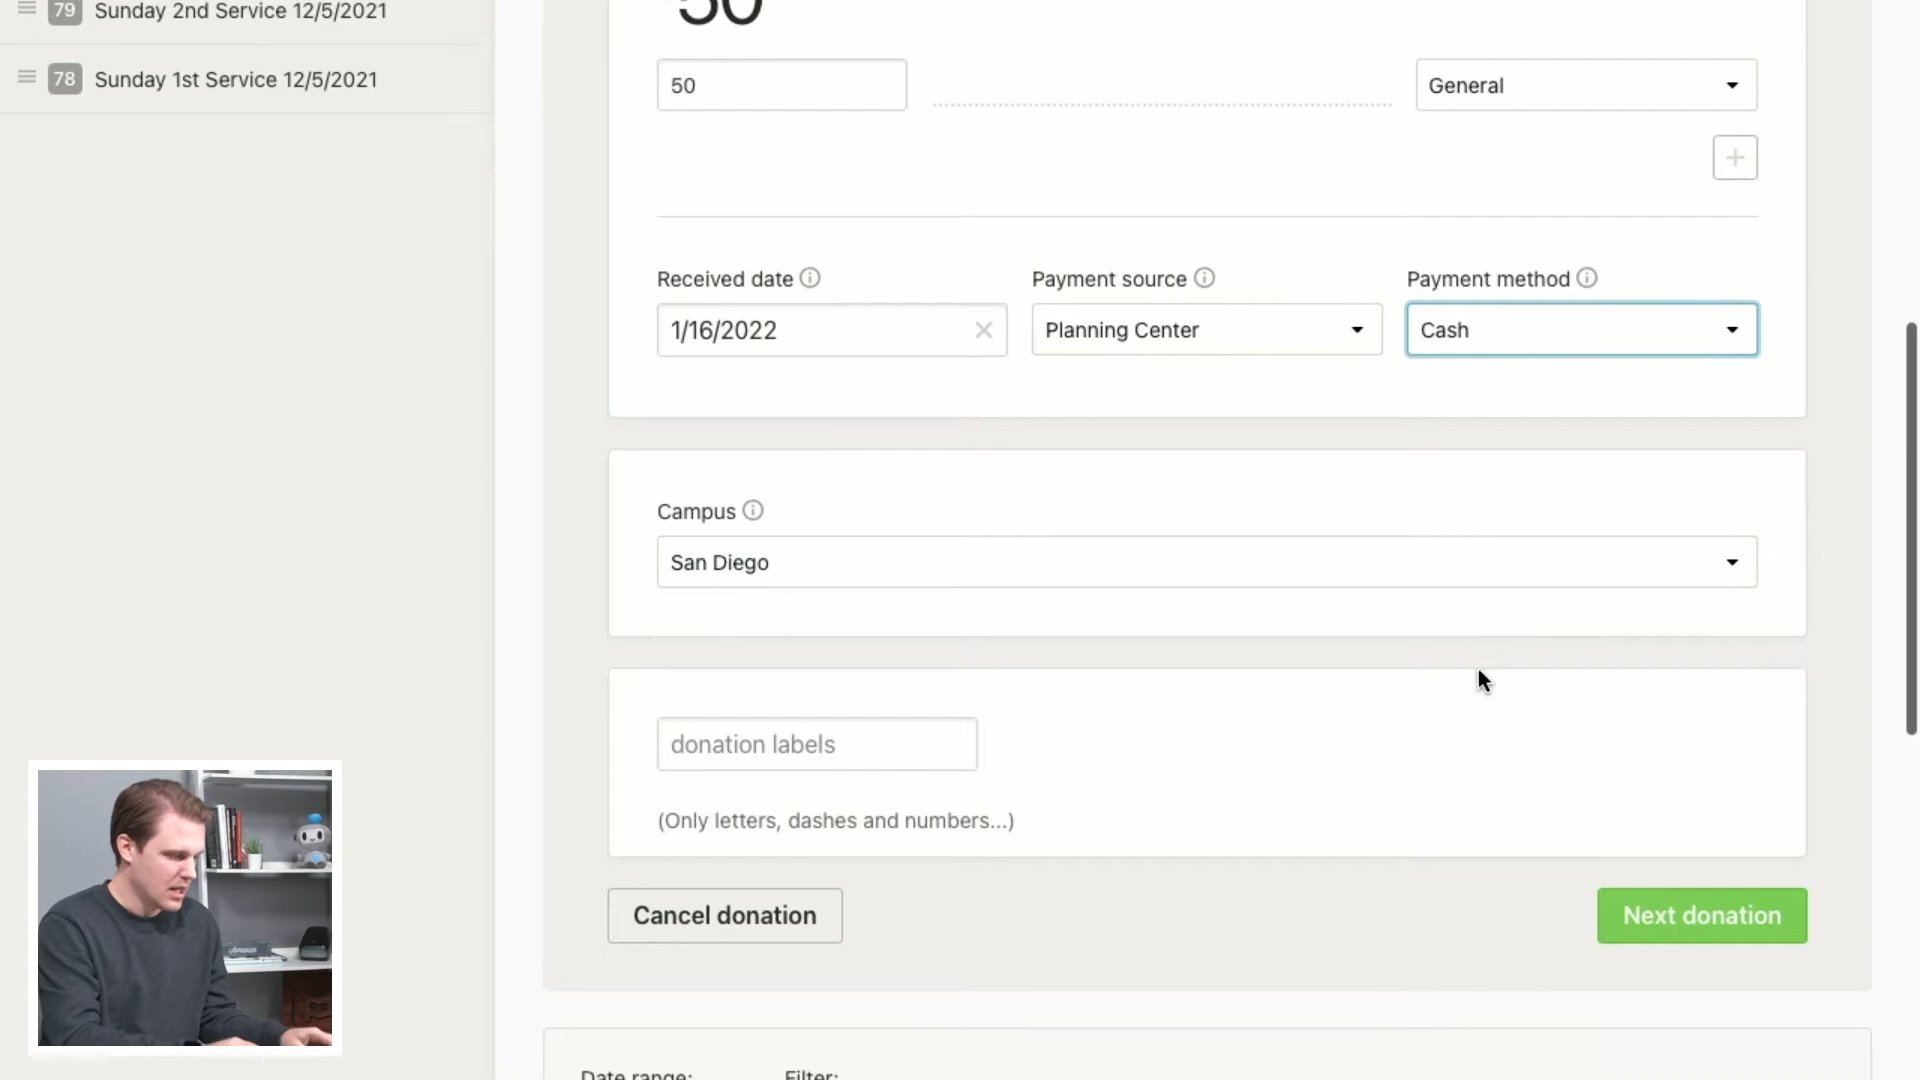 79 Sunday 2nd Service 12/5/2021
78 Sunday 1st Service 12/5/2021
50
50 General
Received date Payment source Payment method
1/16/2022 Planning Center Cash
Campus
San Diego
donation labels
(Only letters, dashes and numbers...)
Cancel donation Next donation
Date range: Filter: